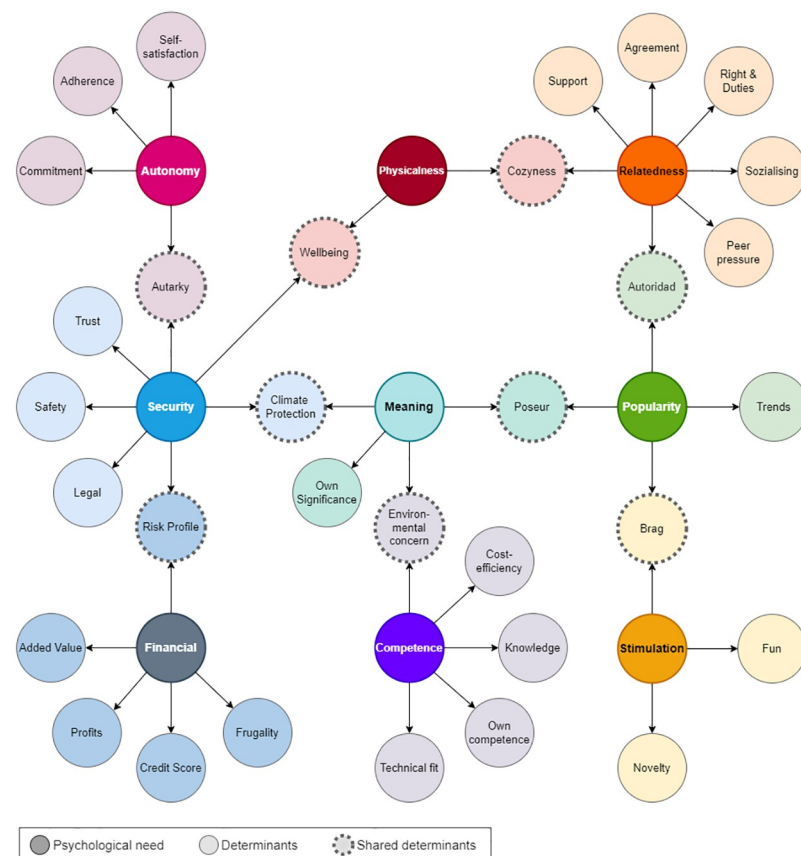 Self-
satisfaction
Adherence
Agreement
Support
Right &
Duties
Commitment
Autonomy
Physicalness
Cozyness
Relatedness
Sozialising
Wellbeing
Peer
pressure
Autarky
Autoridad
Trust
Safety
Security
Climate
Protection
Meaning
Poseur
Popularity
Trends
Legal
Own
Significance
Risk Profile
Environ-
mental
concern
Brag
Cost-
efficiency
Added Value
Financial
Competence
Knowledge
Stimulation
Fun
Profits
Frugality
Own
competence
Credit Score
Technical fit
Novelty
Psychological need
Determinants
Shared determinants